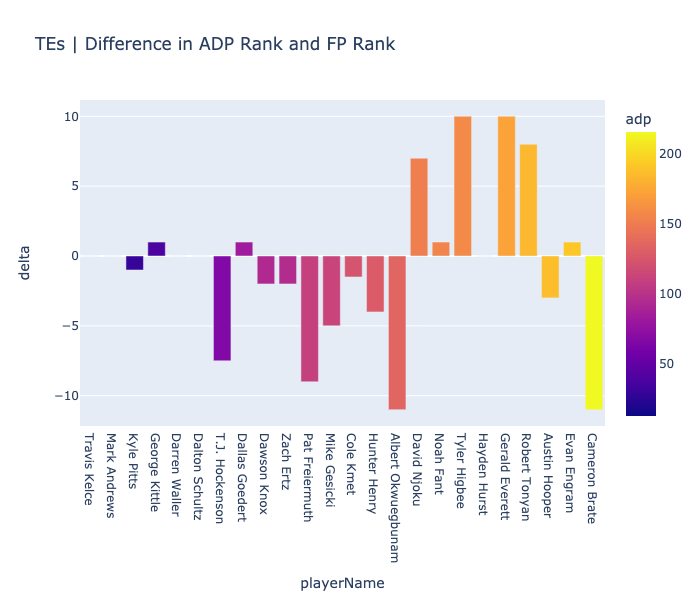 TEs | Difference in ADP Rank and FP Rank
adp
10
5
0
−5
−10
delta
200
150
100
50
Travis Kelce
Mark Andrews
Kyle Pitts
George Kittle
Darren Waller
Dalton Schultz
T.J. Hockenson
Dallas Goedert
Dawson Knox
Zach Ertz
Pat Freiermuth
Mike Gesicki
Cole Kmet
Hunter Henry
Albert Okwuegbunam
David Njoku
Noah Fant
Tyler Higbee
Hayden Hurst
Gerald Everett
Robert Tonyan
Austin Hooper
Evan Engram
Cameron Brate
playerName